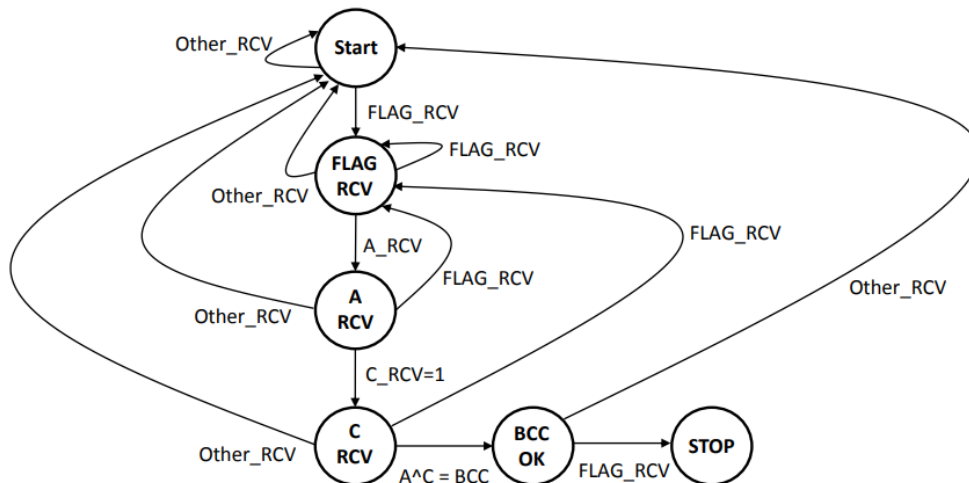 Other_RCV
Start
FLAG_RCV
FLAG
RCV
FLAG_RCV
Other_RCV
A_RCV
FLAG_RCV
FLAG_RCV
A
RCV
Other_RCV
Other_RCV
C_RCV=1
C
RCV
Other_RCV
A^C = BCC
BCC
OK
FLAG_RCV
STOP